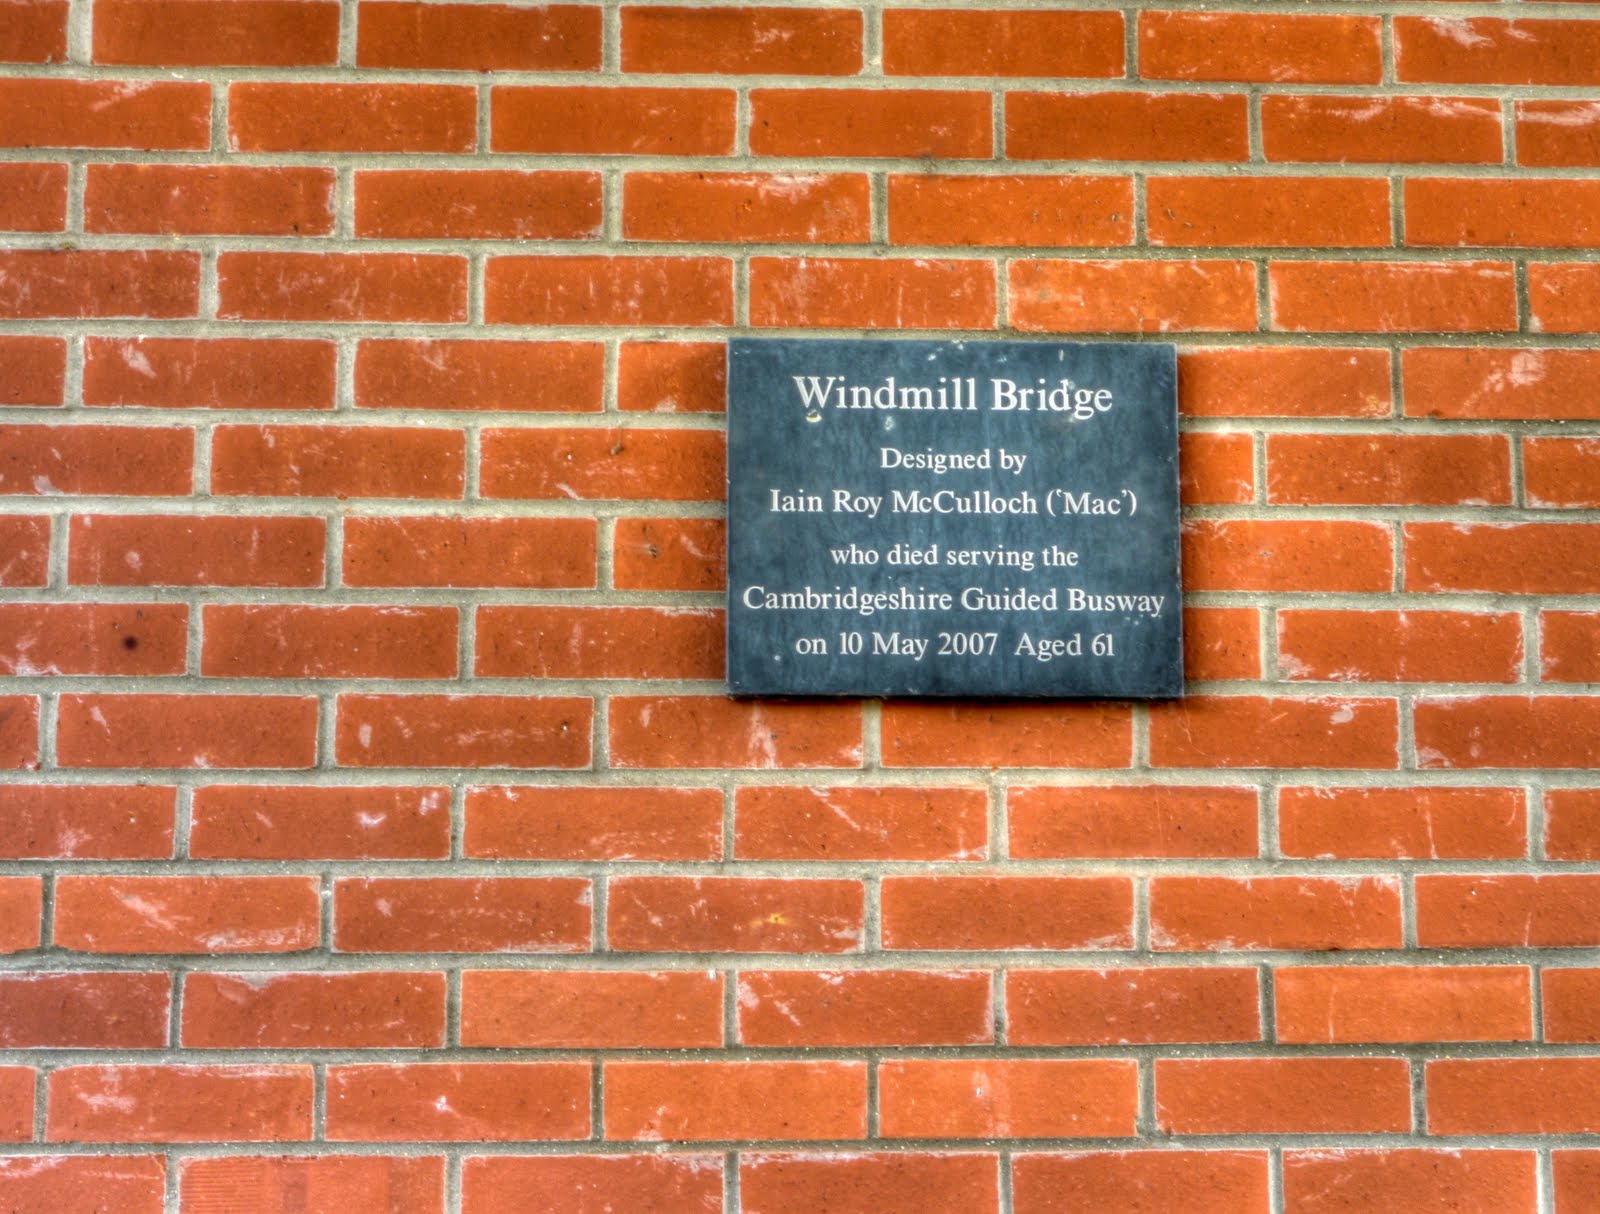 Windmill Bridge
Designed by
Iain Roy McCulloch (‘Mac’)
who died serving the
Cambridgeshire Guided Busway
on 10 May 2007 Aged 61